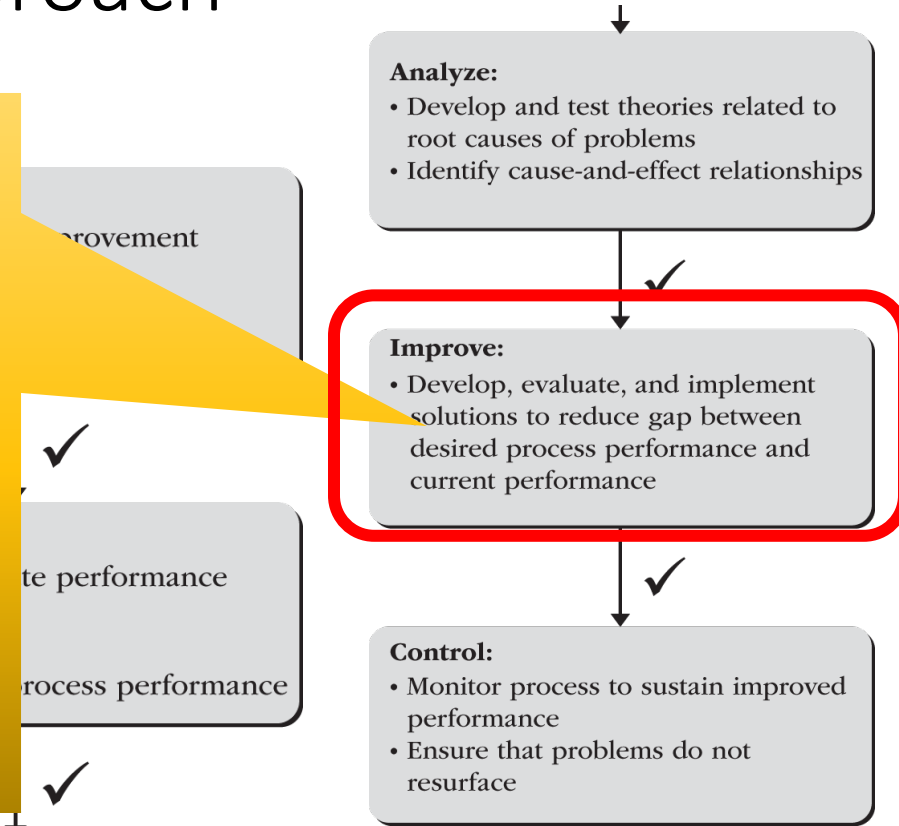 Analyze:
• Develop and test theories related to
root causes of problems
• Identify cause-and-effect relationships
Improve:
• Develop, evaluate, and implement
solutions to reduce gap between
desired process performance and
current performance
Control:
• Monitor process to sustain improved
performance
• Ensure that problems do not
resurface
performance
performance